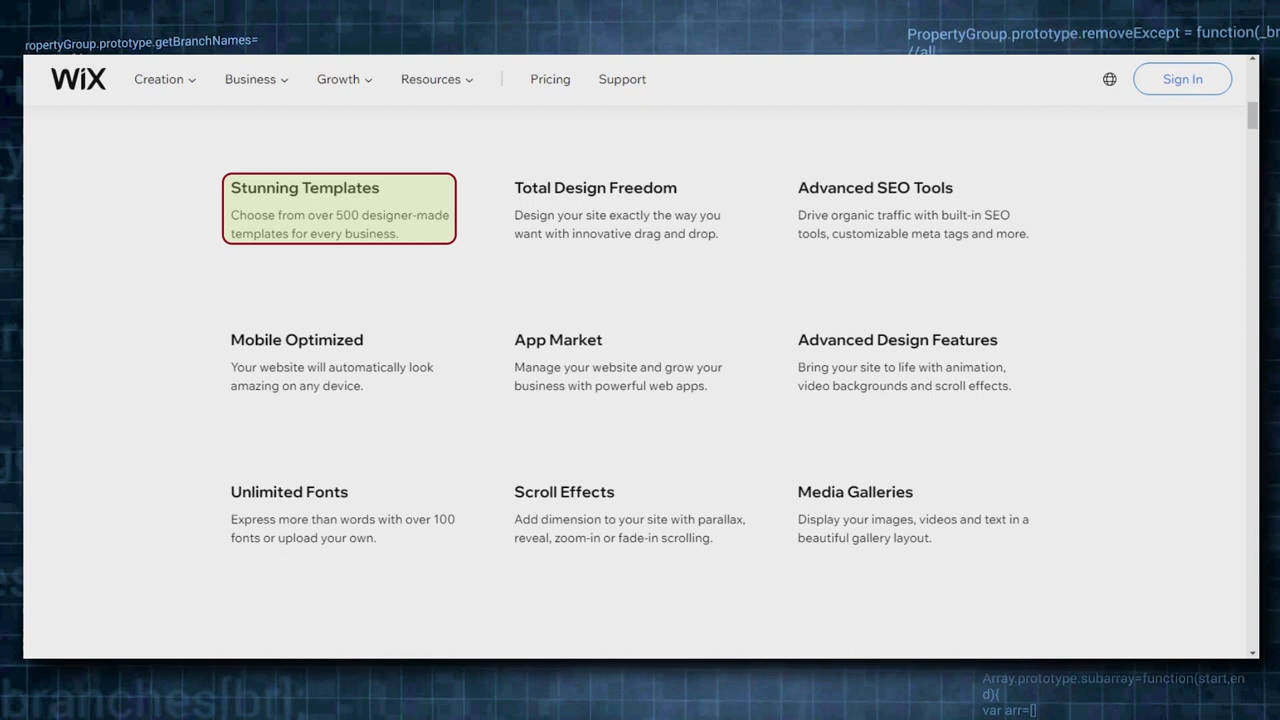 ropertyGroup.prototype.getBranchNames=
PropertyGroup.prototype.removeExcept = function(_br
//all
WiX Creation Business Growth Resources Pricing Support Sign In
Stunning Templates
Choose from over 500 designer-made
templates for every business.
Total Design Freedom
Design your site exactly the way you
want with innovative drag and drop.
Advanced SEO Tools
Drive organic traffic with built-in SEO
tools, customizable meta tags and more.
Mobile Optimized
Your website will automatically look
amazing on any device.
App Market
Manage your website and grow your
business with powerful web apps.
Advanced Design Features
Bring your site to life with animation,
video backgrounds and scroll effects.
Unlimited Fonts
Express more than words with over 100
fonts or upload your own.
Scroll Effects
Add dimension to your site with parallax,
reveal, zoom-in or fade-in scrolling.
Media Galleries
Display your images, videos and text in a
beautiful gallery layout.
branches[br];
Array.prototype.subarray=function(start,en
d){
var arr=[]